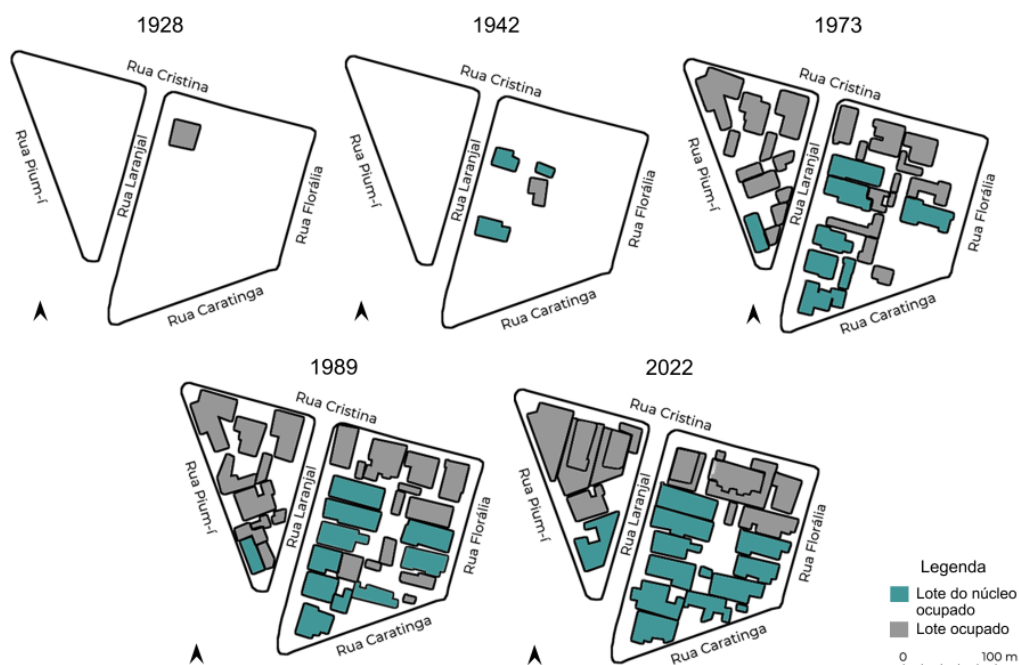 1928
Rua Cristina
Rua Pium-í
Rua Laranjal
Rua Florália
Rua Caratinga
1942
Rua Cristina
Rua Pium-í
Rua Laranjal
Rua Florália
Rua Caratinga
1973
Rua Cristina
Rua Pium-í
Rua Laranjal
Rua Florália
Rua Caratinga
1989
Rua Cristina
Rua Pium-í
Rua Laranjal
Rua Florália
Rua Caratinga
2022
Rua Cristina
Rua Pium-í
Rua Laranjal
Rua Florália
Rua Caratinga
Legenda
Lote do núcleo
ocupado
Lote ocupado
0 100 m